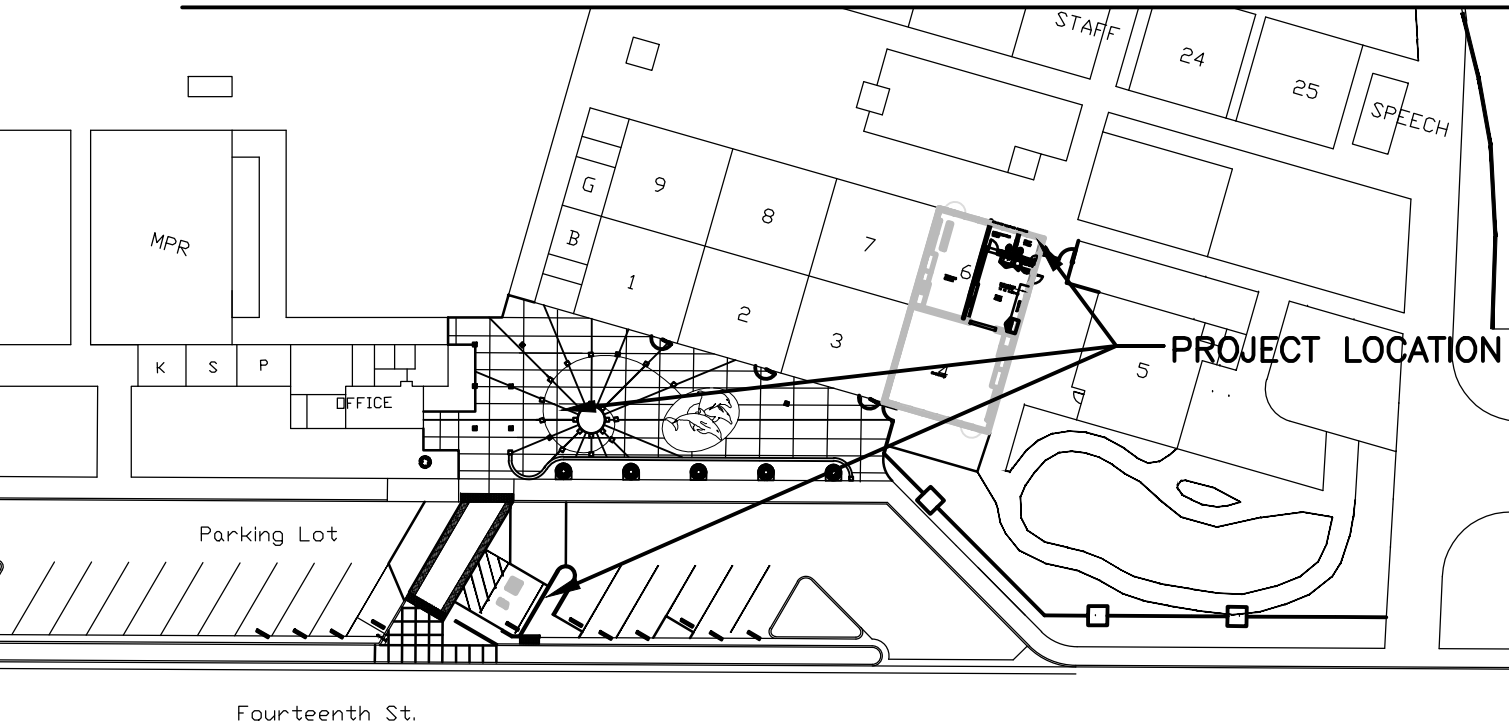 STAFF
24
25
SPEECH
G
9
8
7
B
6
MPR
1
2
3
PROJECT LOCATION
K
S
P
4
5
OFFICE
Parking Lot
Fourteenth St.